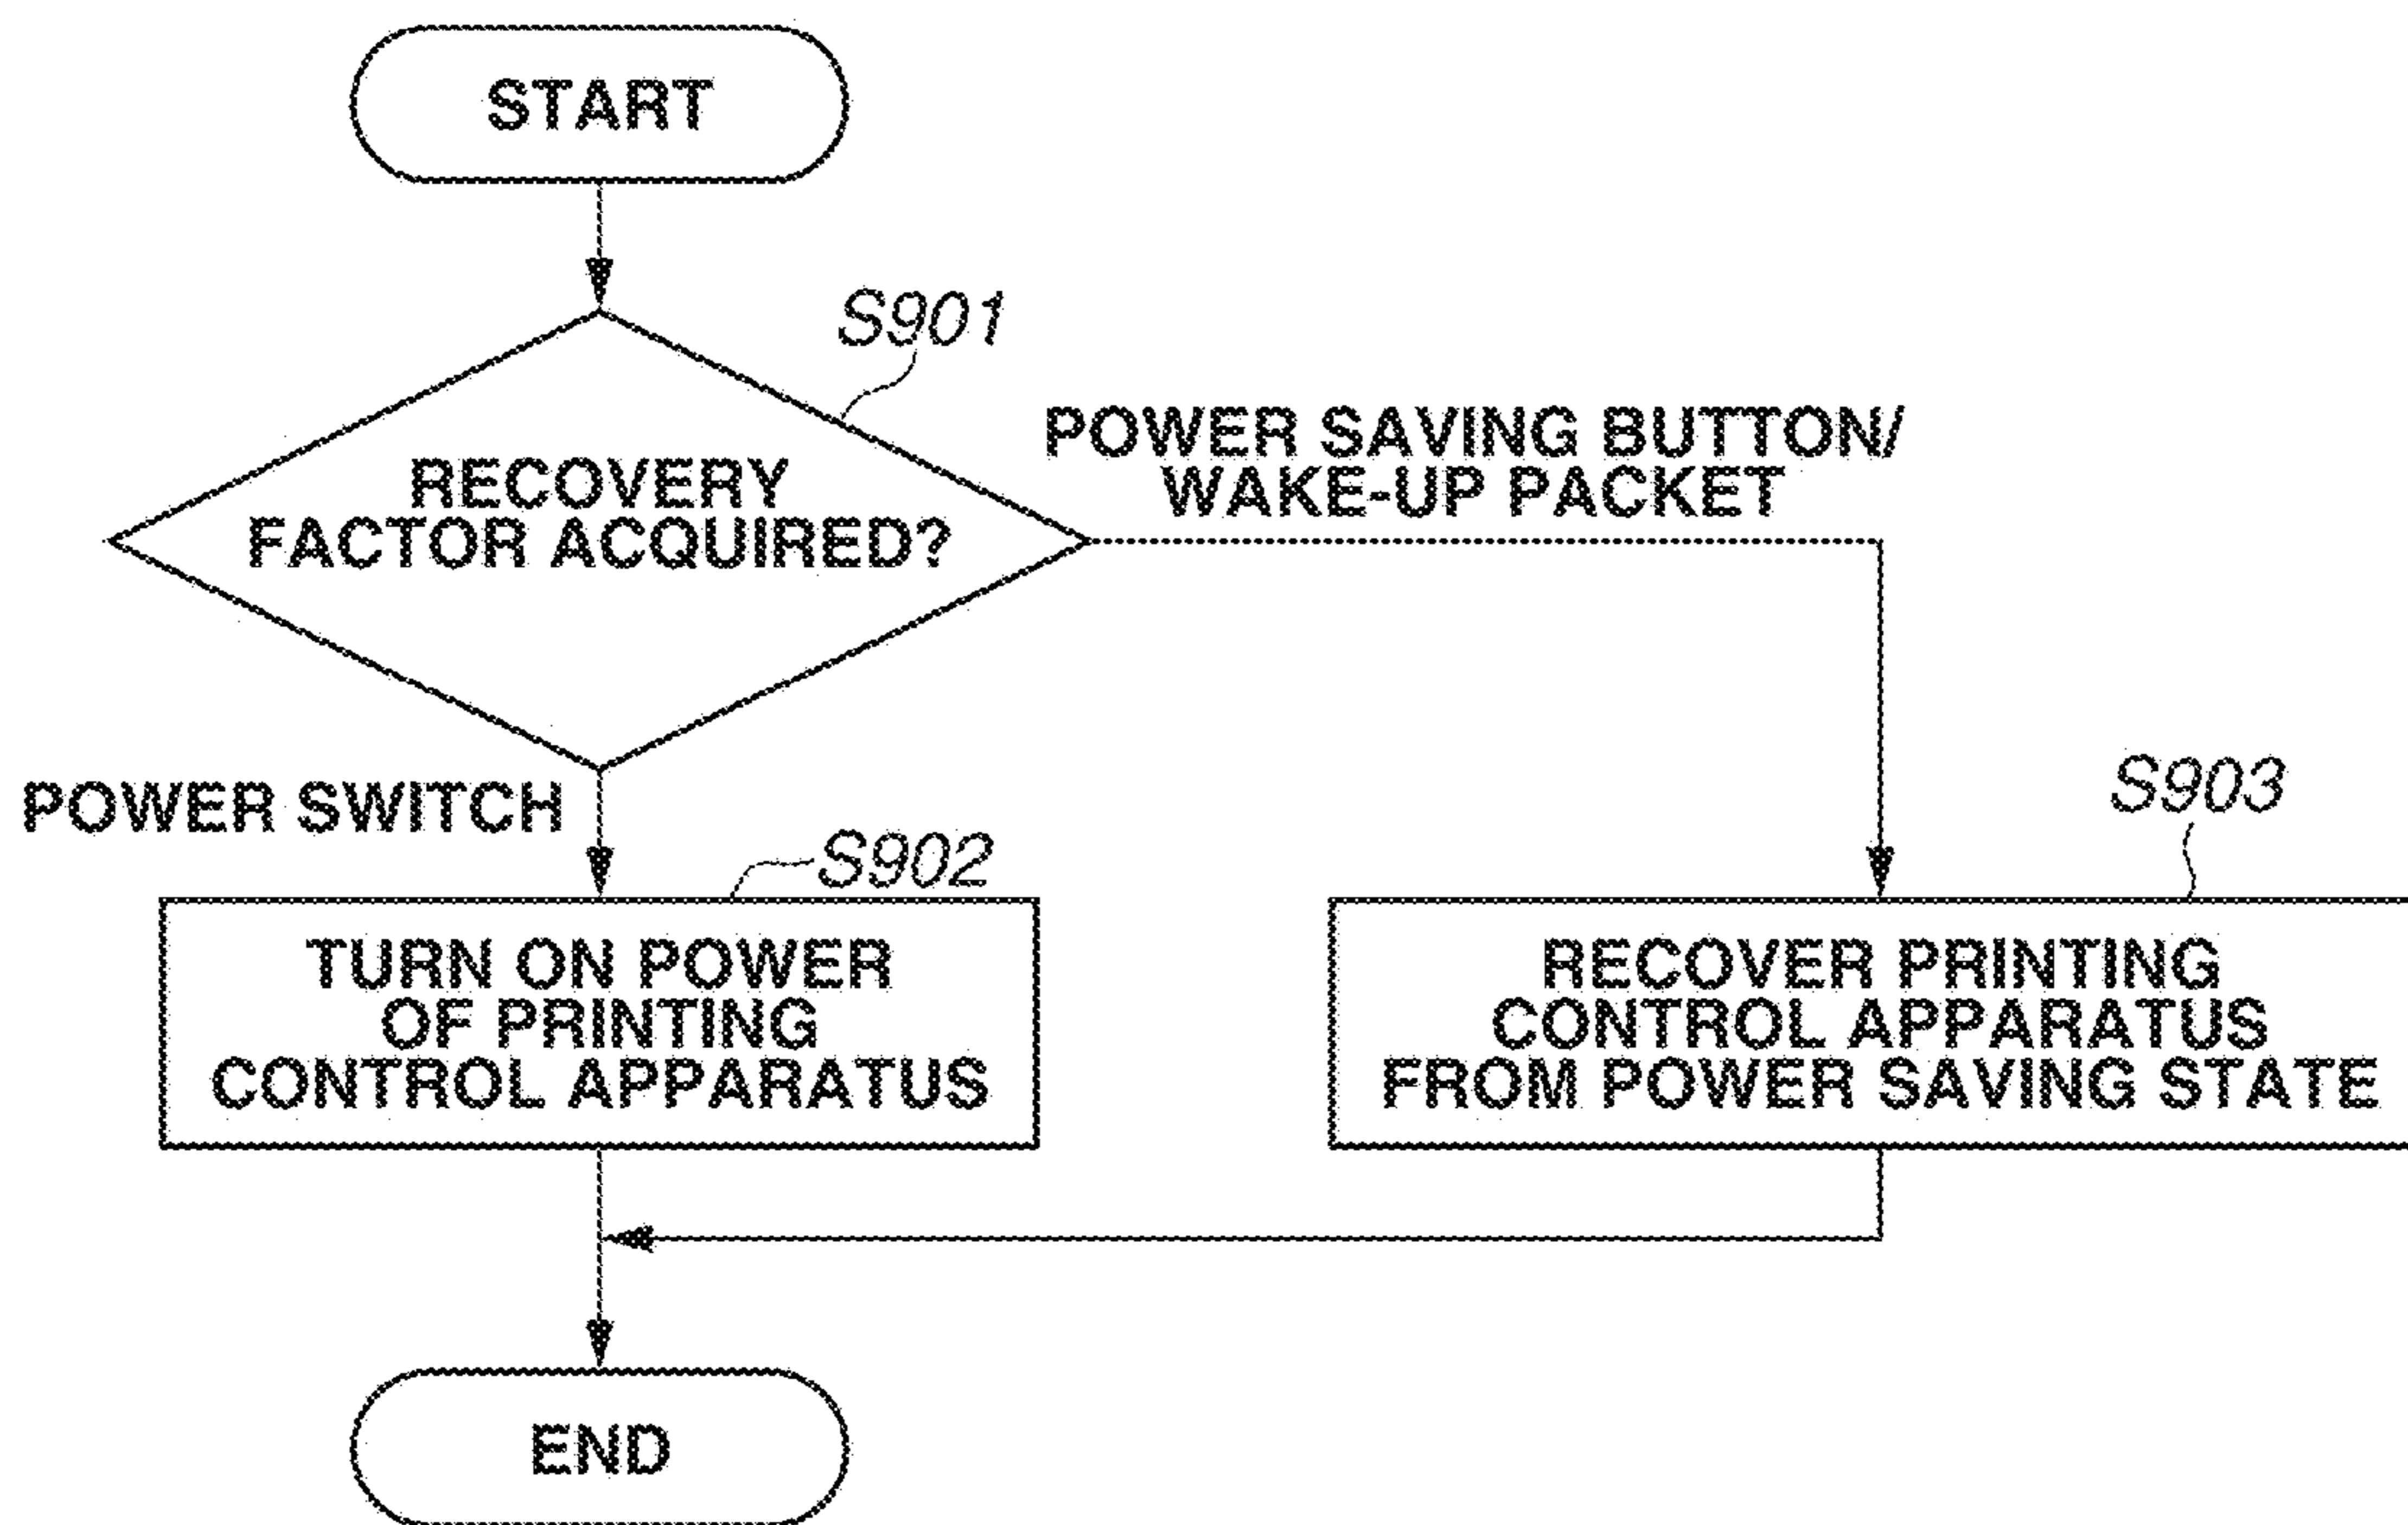 START
S901
RECOVERY
FACTOR ACQUIRED?
POWER SAVING BUTTON/
WAKE-UP PACKET
POWER SWITCH
S902
TURN ON POWER
OF PRINTING
CONTROL APPARATUS
S903
RECOVER PRINTING
CONTROL APPARATUS
FROM POWER SAVING STATE
END